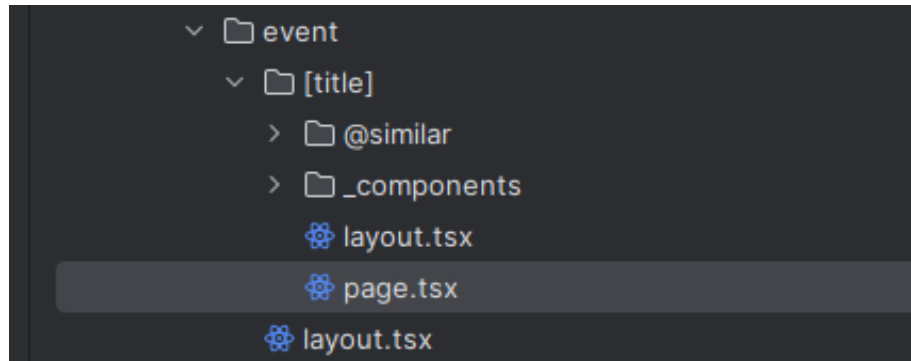 event
[title]
@similar
_components
layout.tsx
page.tsx
layout.tsx